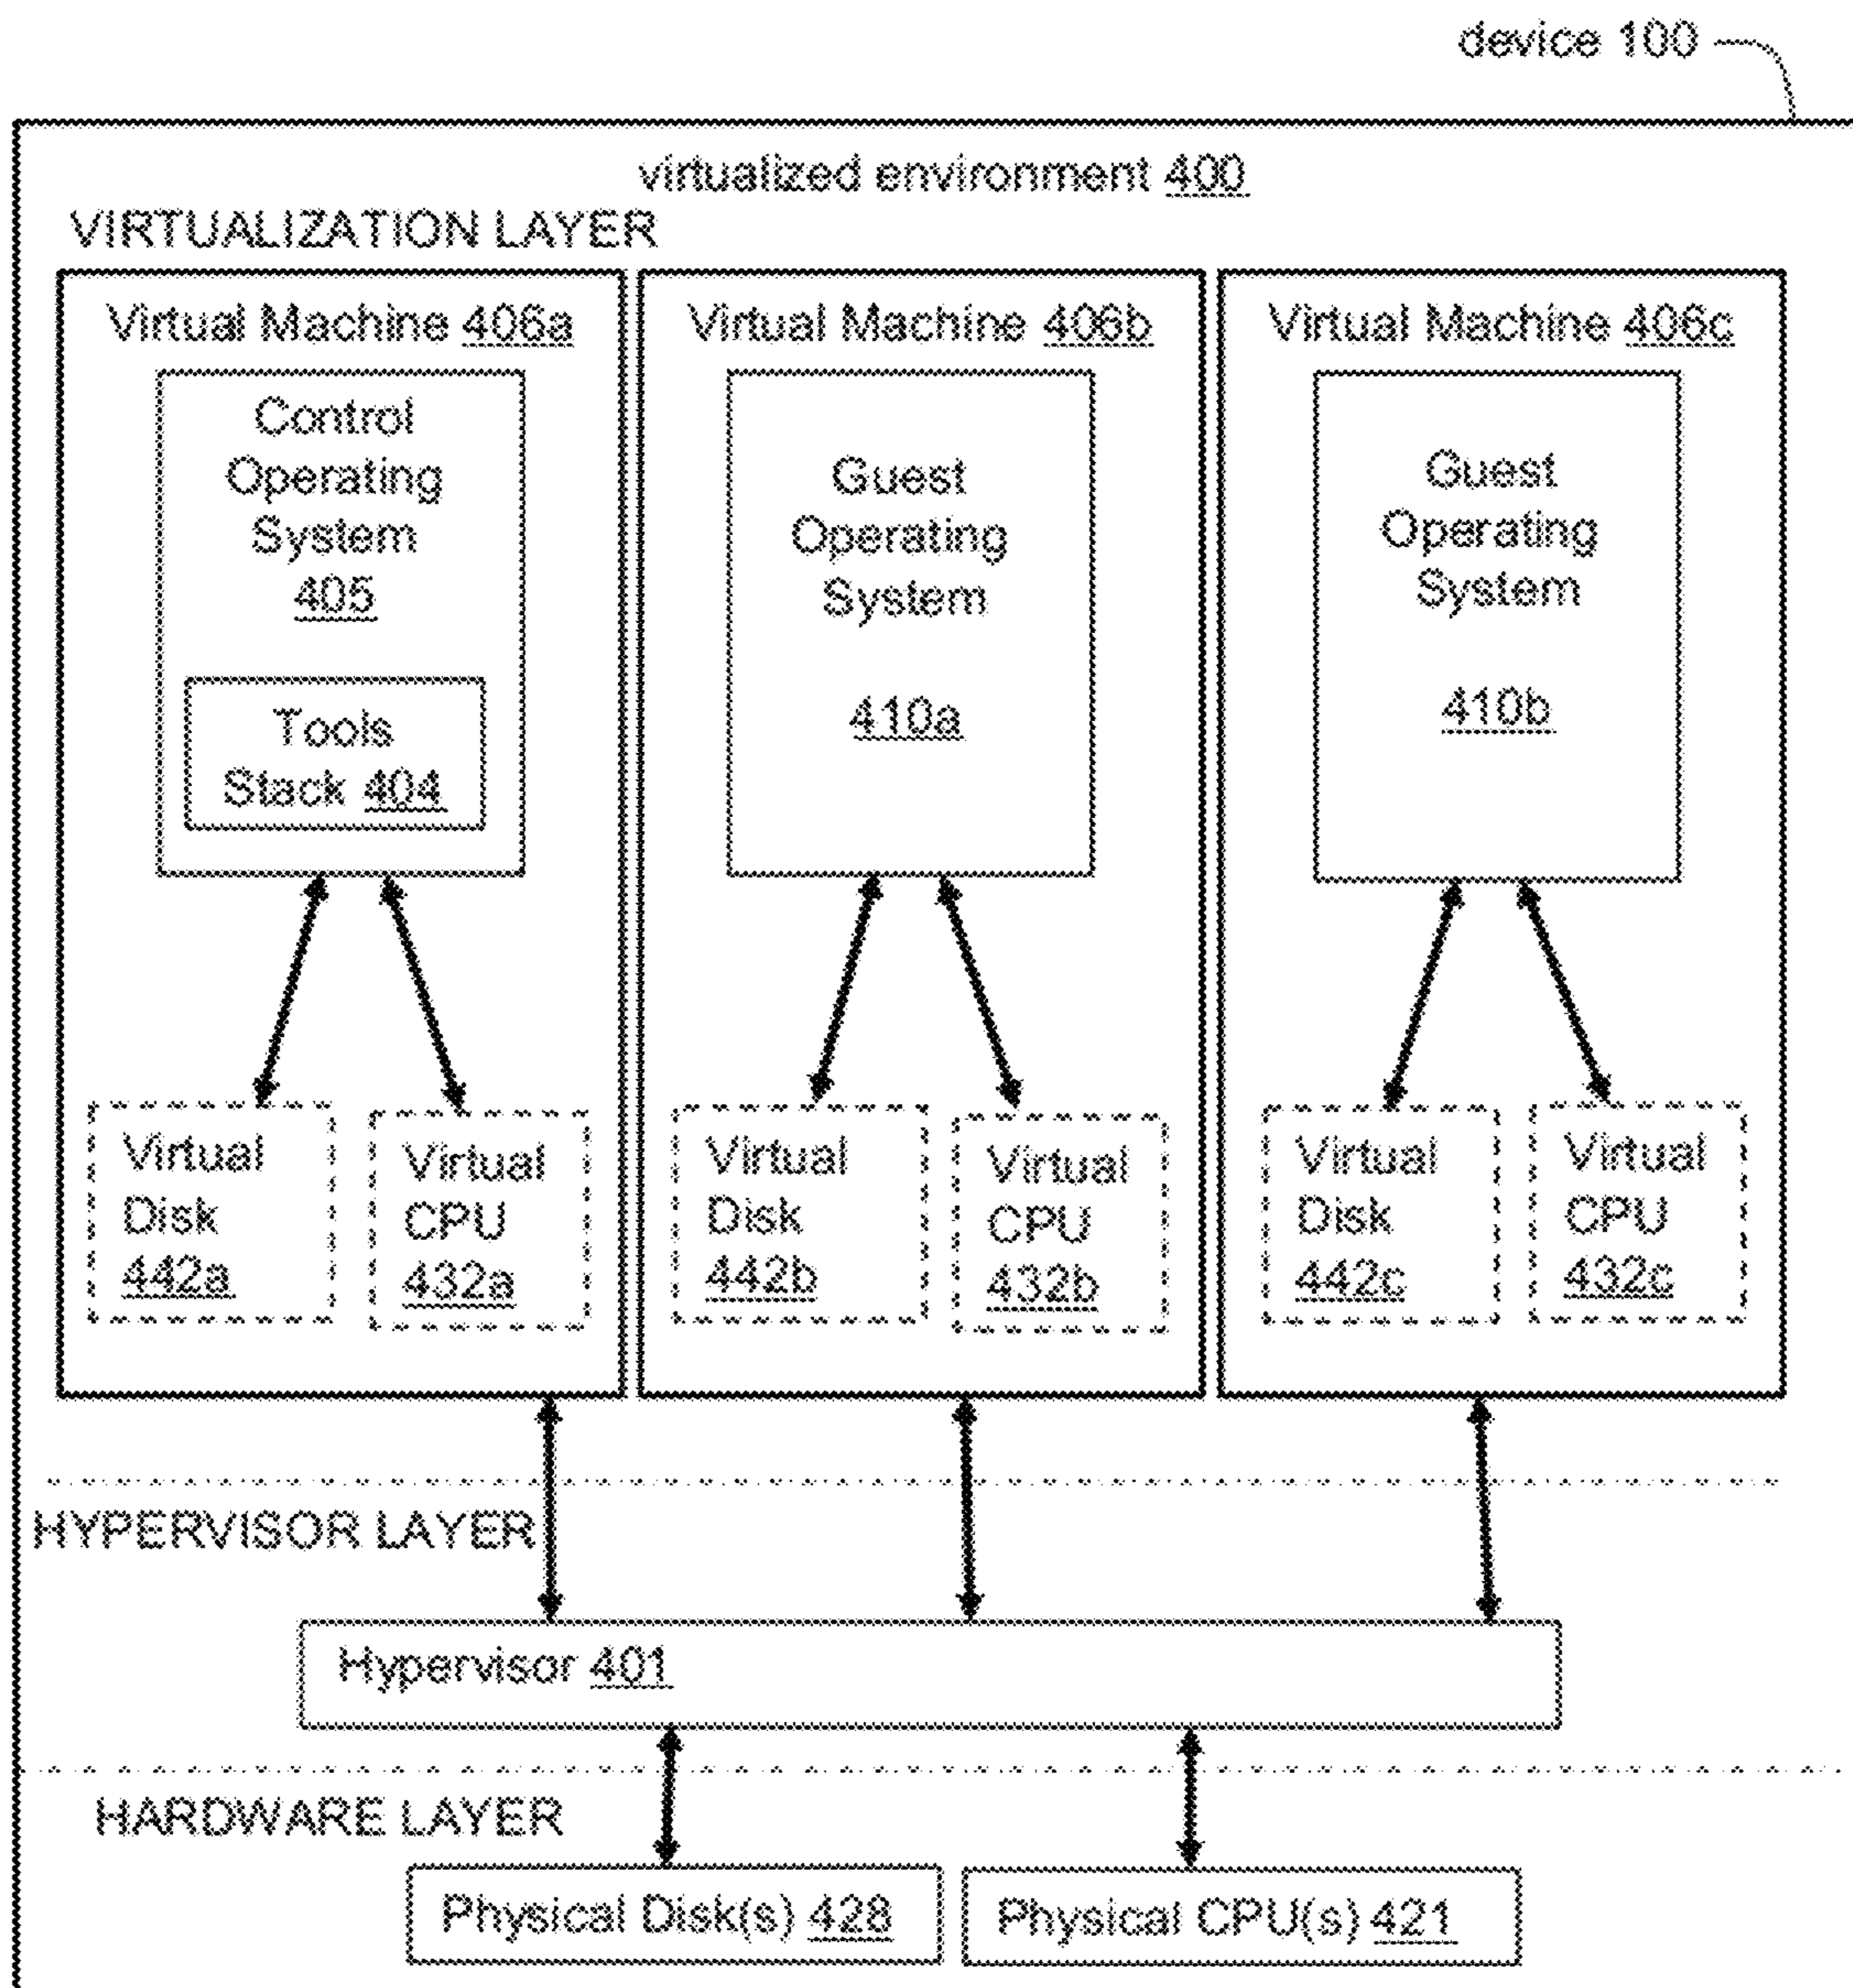 device 100
virtualized environment 400
VIRTUALIZATION LAYER
Virtual Machine 406a
Control
Operating
System
405
Tools
Stack 404
Virtual
Disk
442a
Virtual
CPU
432a
Virtual Machine 406b
Guest
Operating
System
410a
Virtual
Disk
442b
Virtual
CPU
432b
Virtual Machine 406c
Guest
Operating
System
410b
Virtual
Disk
442c
Virtual
CPU
432c
HYPERVISOR LAYER
Hypervisor 401
HARDWARE LAYER
Physical Disk(s) 428
Physical CPU(s) 421